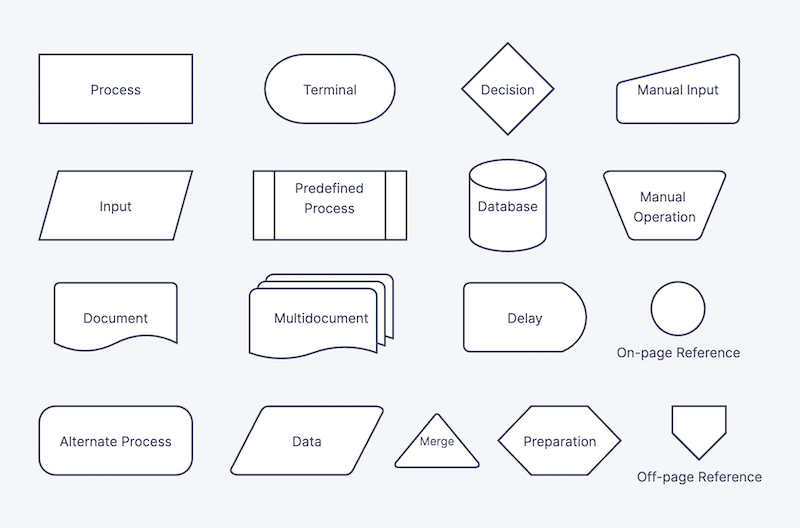 Process
Terminal
Decision
Manual Input
Input
Predefined
Process
Database
Manual
Operation
Document
Multidocument
Delay
On-page Reference
Alternate Process
Data
Merge
Preparation
Off-page Reference